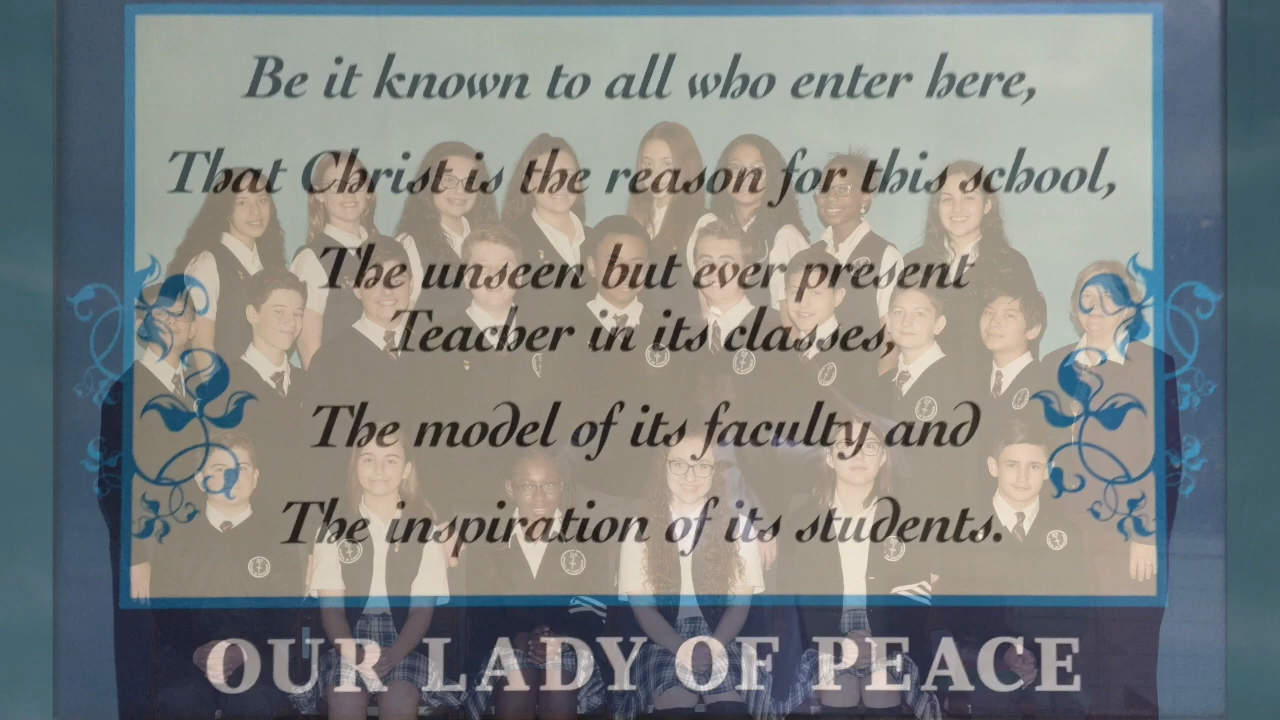 Be it known to all who enter here,
That Christ is the reason for this school,
The unseen but ever present
Teacher in its classes,
The model of its faculty and
The inspiration of its students.
OUR LADY OF PEACE